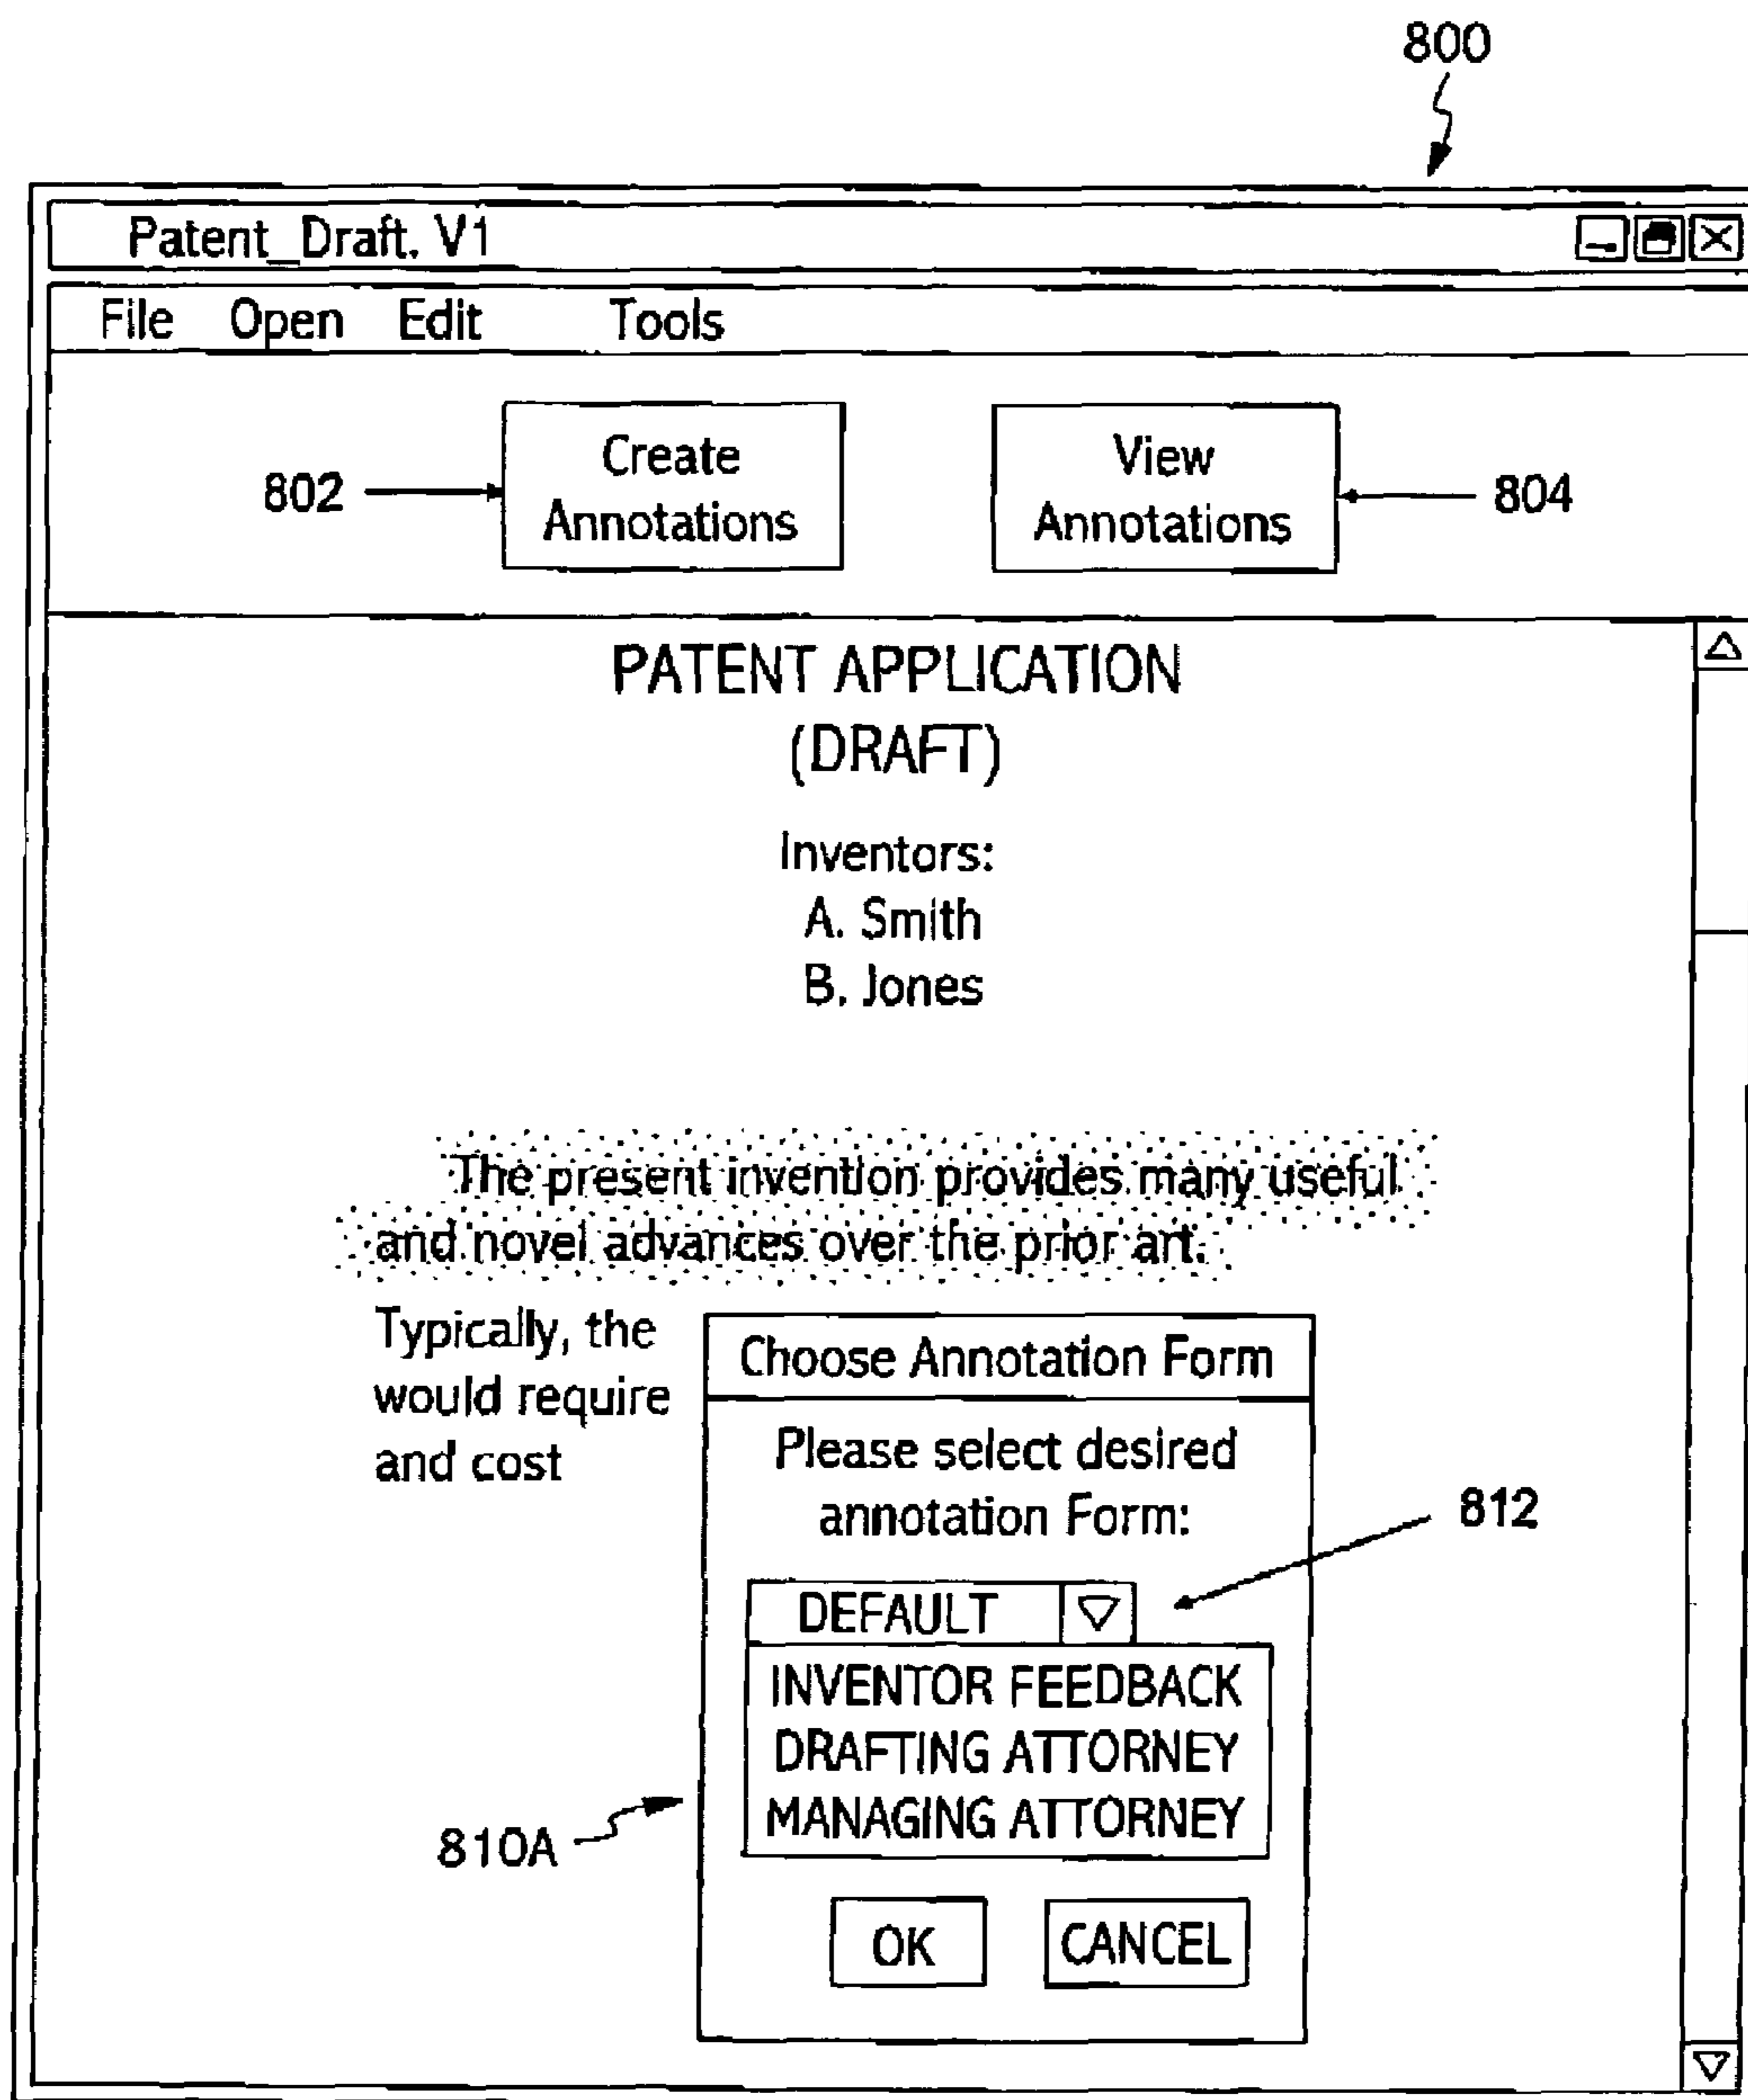 800
Patent_Draft. V1
File Open Edit Tools
802
Create
Annotations
View
Annotations
804
PATENT APPLICATION
(DRAFT)
Inventors:
A. Smith
B. Jones
The present invention provides many useful
and novel advances over the prior art.
Typically, the
would require
and cost
Choose Annotation Form
Please select desired
annotation Form:
812
DEFAULT
INVENTOR FEEDBACK
DRAFTING ATTORNEY
MANAGING ATTORNEY
810A
OK CANCEL